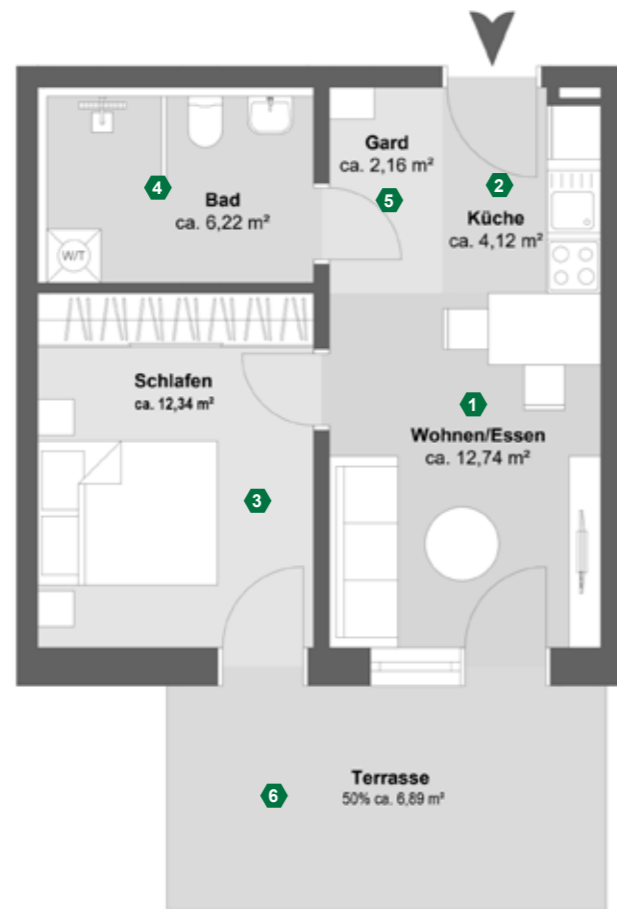 Gard
ca. 2,16 m²
2
4
Bad
ca. 6,22 m²
5
Küche
ca. 4,12 m²
W/T
Schlafen
ca. 12,34 m²
1
Wohnen/Essen
ca. 12,74 m²
3
Terrasse
50% ca. 6,89 m²
6